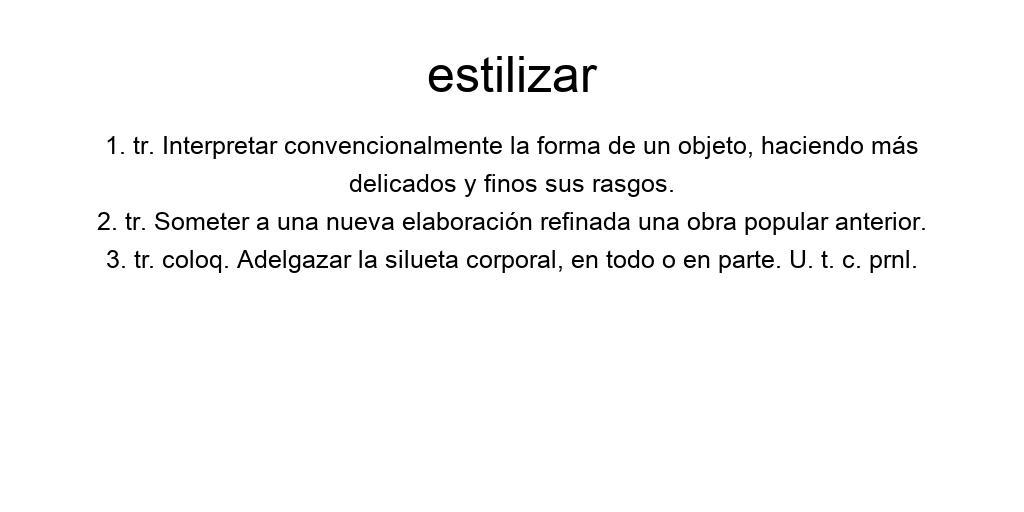 estilizar
1. tr. Interpretar convencionalmente la forma de un objeto, haciendo más
delicados y finos sus rasgos.
2. tr. Someter a una nueva elaboración refinada una obra popular anterior.
3. tr. coloq. Adelgazar la silueta corporal, en todo o en parte. U. t. c. prnl.